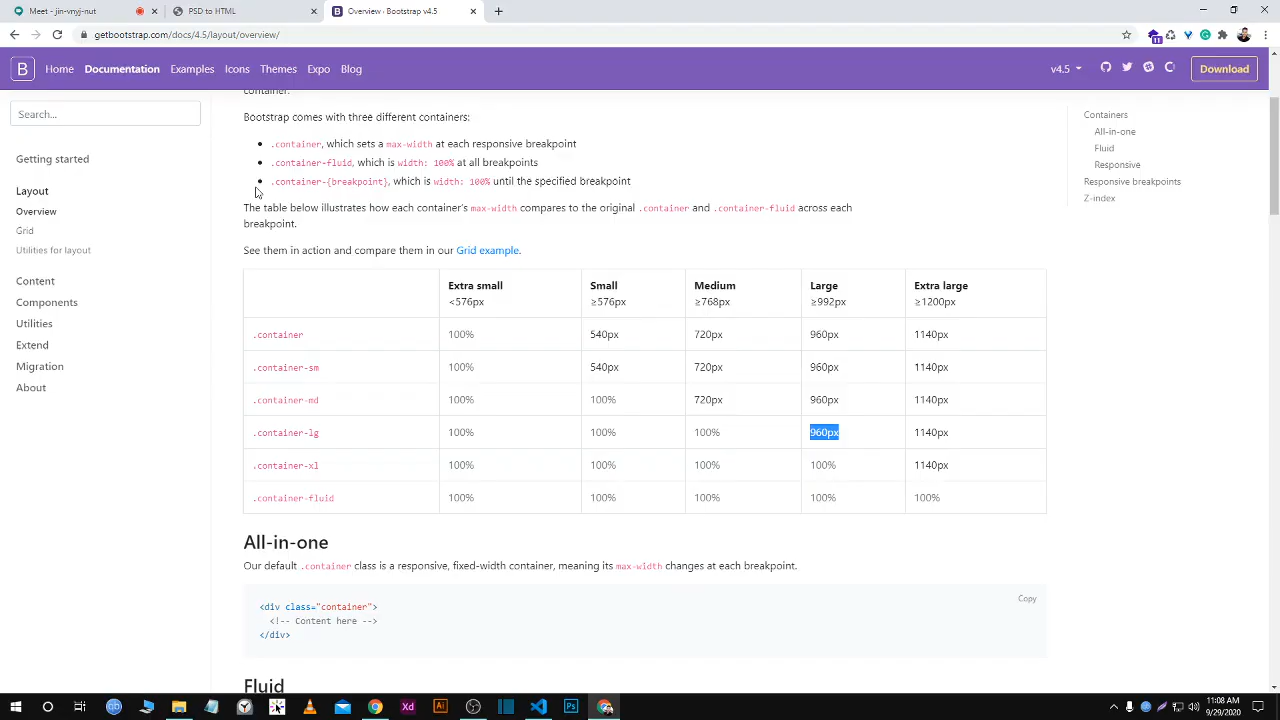 Meet - jin-vnyj-jnut
PSD to HTML
Overview · Bootstrap v4.5
getbootstrap.com/docs/4.5/layout/overview/
11
B Home Documentation Examples Icons Themes Expo Blog v4.5 Download
Search...
Getting started
Layout
Overview
Grid
Utilities for layout
Content
Components
Utilities
Extend
Migration
About
container.
Bootstrap comes with three different containers:
.container, which sets a max-width at each responsive breakpoint
.container-fluid, which is width: 100% at all breakpoints
.container-{breakpoint}, which is width: 100% until the specified breakpoint
The table below illustrates how each container's max-width compares to the original .container and .container-fluid across each
breakpoint.
See them in action and compare them in our Grid example.
Extra small Small Medium Large Extra large
<576px ≥576px ≥768px ≥992px ≥1200px
.container 100% 540px 720px 960px 1140px
.container-sm 100% 540px 720px 960px 1140px
.container-md 100% 100% 720px 960px 1140px
.container-lg 100% 100% 100% 960px 1140px
.container-xl 100% 100% 100% 100% 1140px
.container-fluid 100% 100% 100% 100% 100%
All-in-one
Our default .container class is a responsive, fixed-width container, meaning its max-width changes at each breakpoint.
Copy
<div class="container">
<!-- Content here -->
</div>
Fluid
Containers
All-in-one
Fluid
Responsive
Responsive breakpoints
Z-index
qb
Xd
Ai
Ps
11:08 AM
9/29/2020